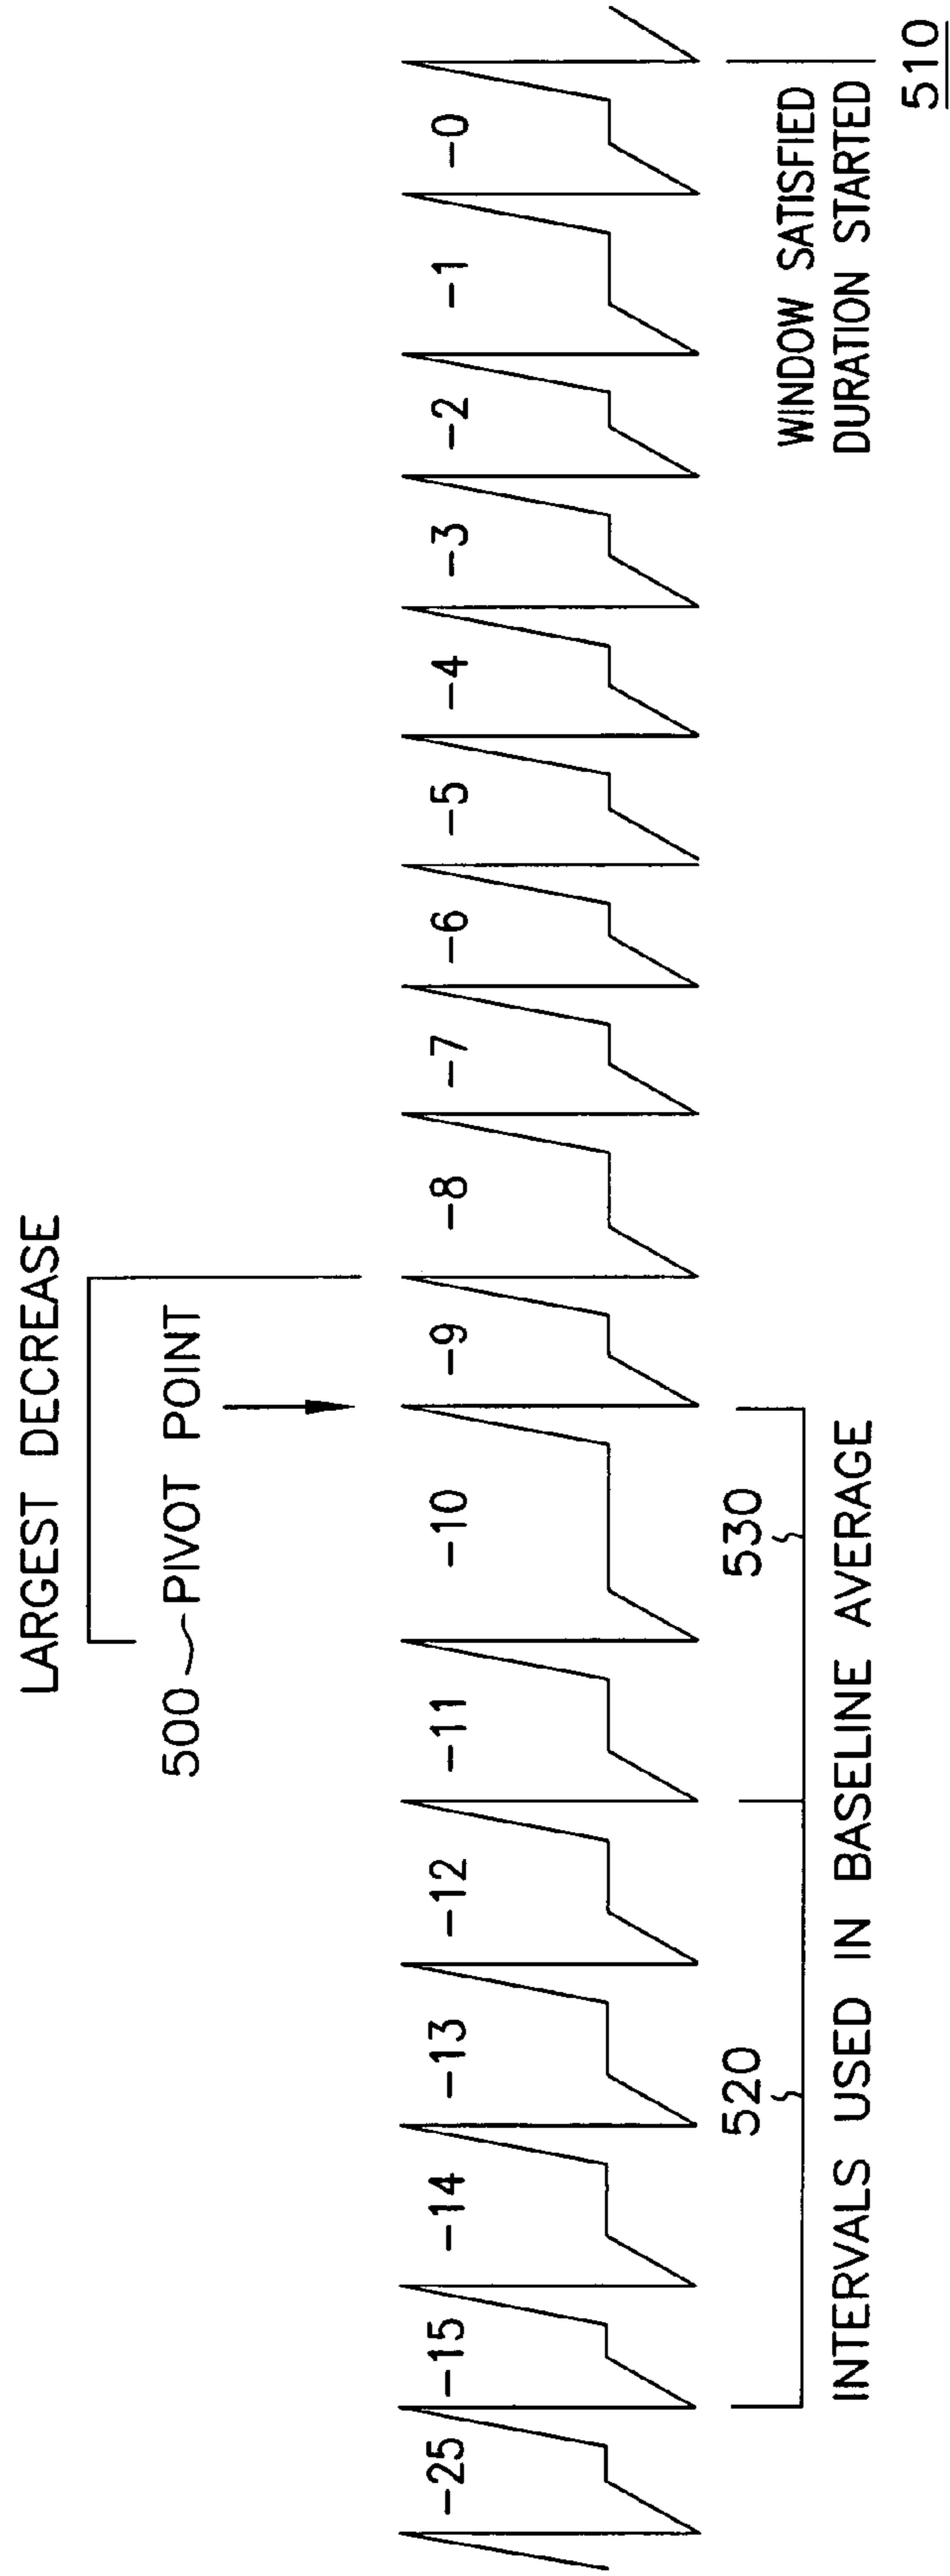 LARGEST DECREASE
500 PIVOT POINT
-25 -15 -14 -13 -12 -11 -10 -9 -8 -7 -6 -5 -4 -3 -2 -1 -0
520 530
INTERVALS USED IN BASELINE AVERAGE
WINDOW SATISFIED
DURATION STARTED
510